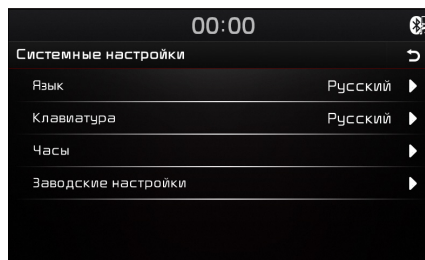 00:00
Системные настройки
Язык Русский
Клавиатура Русский
Часы
Заводские настройки